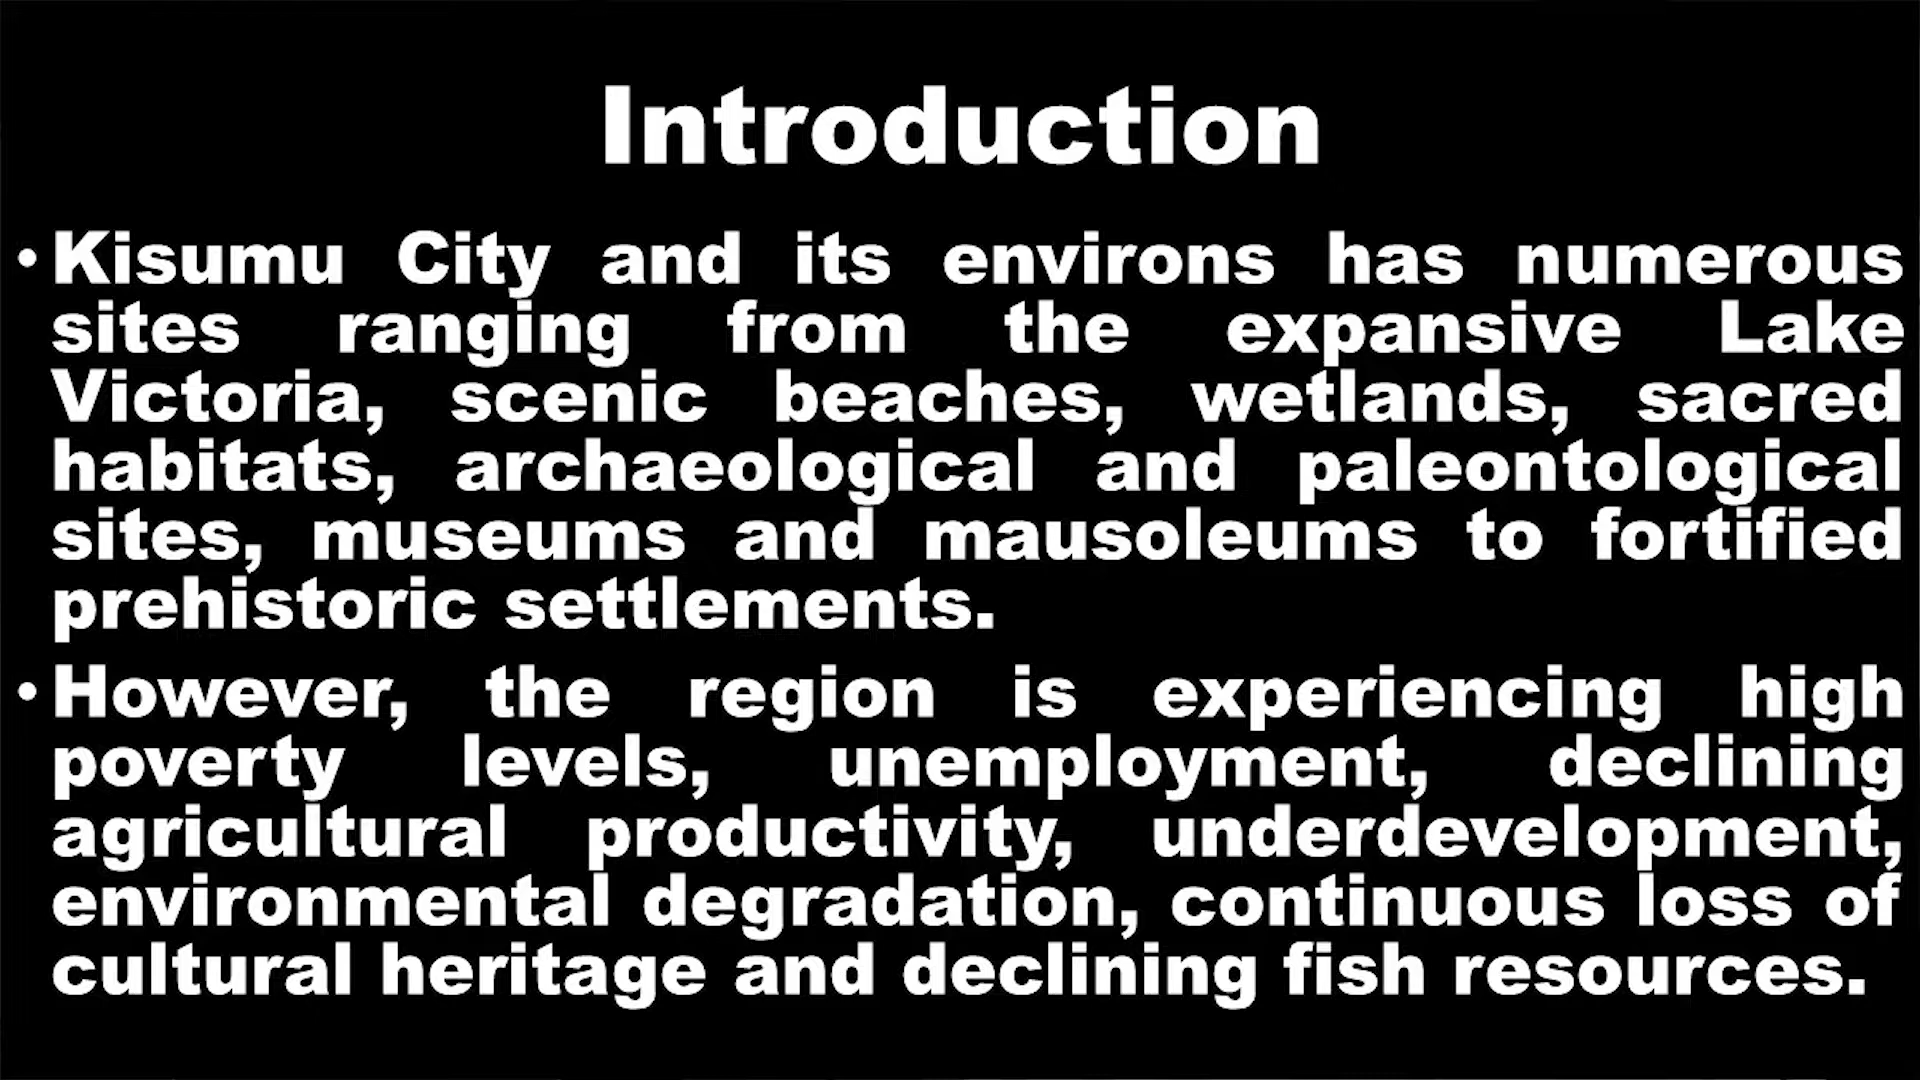 Introduction
• Kisumu City and its environs has numerous
sites ranging from the expansive Lake
Victoria, scenic beaches, wetlands, sacred
habitats, archaeological and paleontological
sites, museums and mausoleums to fortified
prehistoric settlements.
• However, the region is experiencing high
poverty levels, unemployment, declining
agricultural productivity, underdevelopment,
environmental degradation, continuous loss of
cultural heritage and declining fish resources.